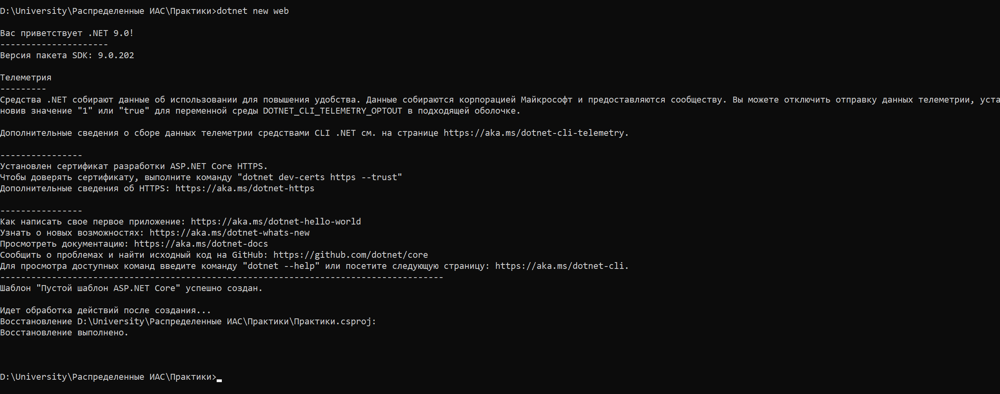 D:\University\Распределенные ИАС\Практики>dotnet new web
Вас приветствует .NET 9.0!
---------------------
Версия пакета SDK: 9.0.202
Телеметрия
---------
Средства .NET собирают данные об использовании для повышения удобства. Данные собираются корпорацией Майкрософт и предоставляются сообществу. Вы можете отключить отправку данных телеметрии, уста
новив значение "1" или "true" для переменной среды DOTNET_CLI_TELEMETRY_OPTOUT в подходящей оболочке.
Дополнительные сведения о сборе данных телеметрии средствами CLI .NET см. на странице https://aka.ms/dotnet-cli-telemetry.
----------------
Установлен сертификат разработки ASP.NET Core HTTPS.
Чтобы доверять сертификату, выполните команду "dotnet dev-certs https --trust"
Дополнительные сведения об HTTPS: https://aka.ms/dotnet-https
----------------
Как написать свое первое приложение: https://aka.ms/dotnet-hello-world
Узнать о новых возможностях: https://aka.ms/dotnet-whats-new
Просмотреть документацию: https://aka.ms/dotnet-docs
Сообщить о проблемах и найти исходный код на GitHub: https://github.com/dotnet/core
Для просмотра доступных команд введите команду "dotnet --help" или посетите следующую страницу: https://aka.ms/dotnet-cli.
--------------------------------------------------------------------------------------
Шаблон "Пустой шаблон ASP.NET Core" успешно создан.
Идет обработка действий после создания...
Восстановление D:\University\Распределенные ИАС\Практики\Практики.csproj:
Восстановление выполнено.
D:\University\Распределенные ИАС\Практики>